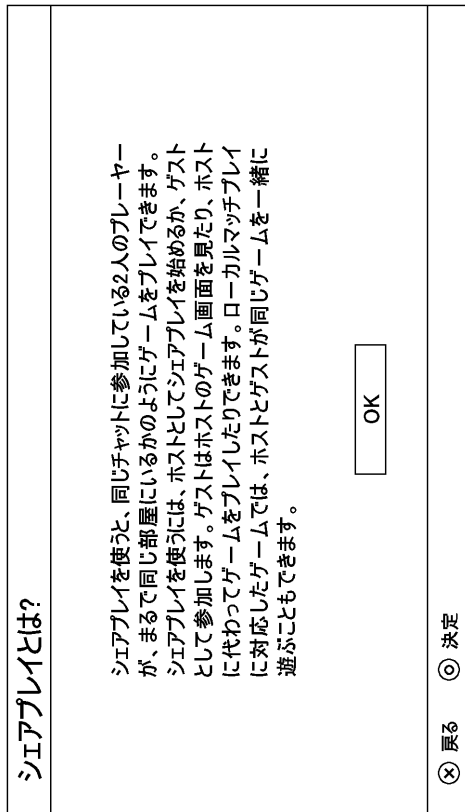 シェアプレイとは?
シェアプレイを使うと、同じチャットに参加している2人のプレーヤー
が、まるで同じ部屋にいるかのようにゲームをプレイできます。
シェアプレイを使うには、ホストとしてシェアプレイを始めるか、ゲスト
として参加します。ゲストはホストのゲーム画面を見たり、ホスト
に代わってゲームをプレイしたりできます。ローカルマッチプレイ
に対応したゲームでは、ホストとゲストが同じゲームを一緒に
遊ぶこともできます。
OK
ⓧ 戻る ◎ 決定